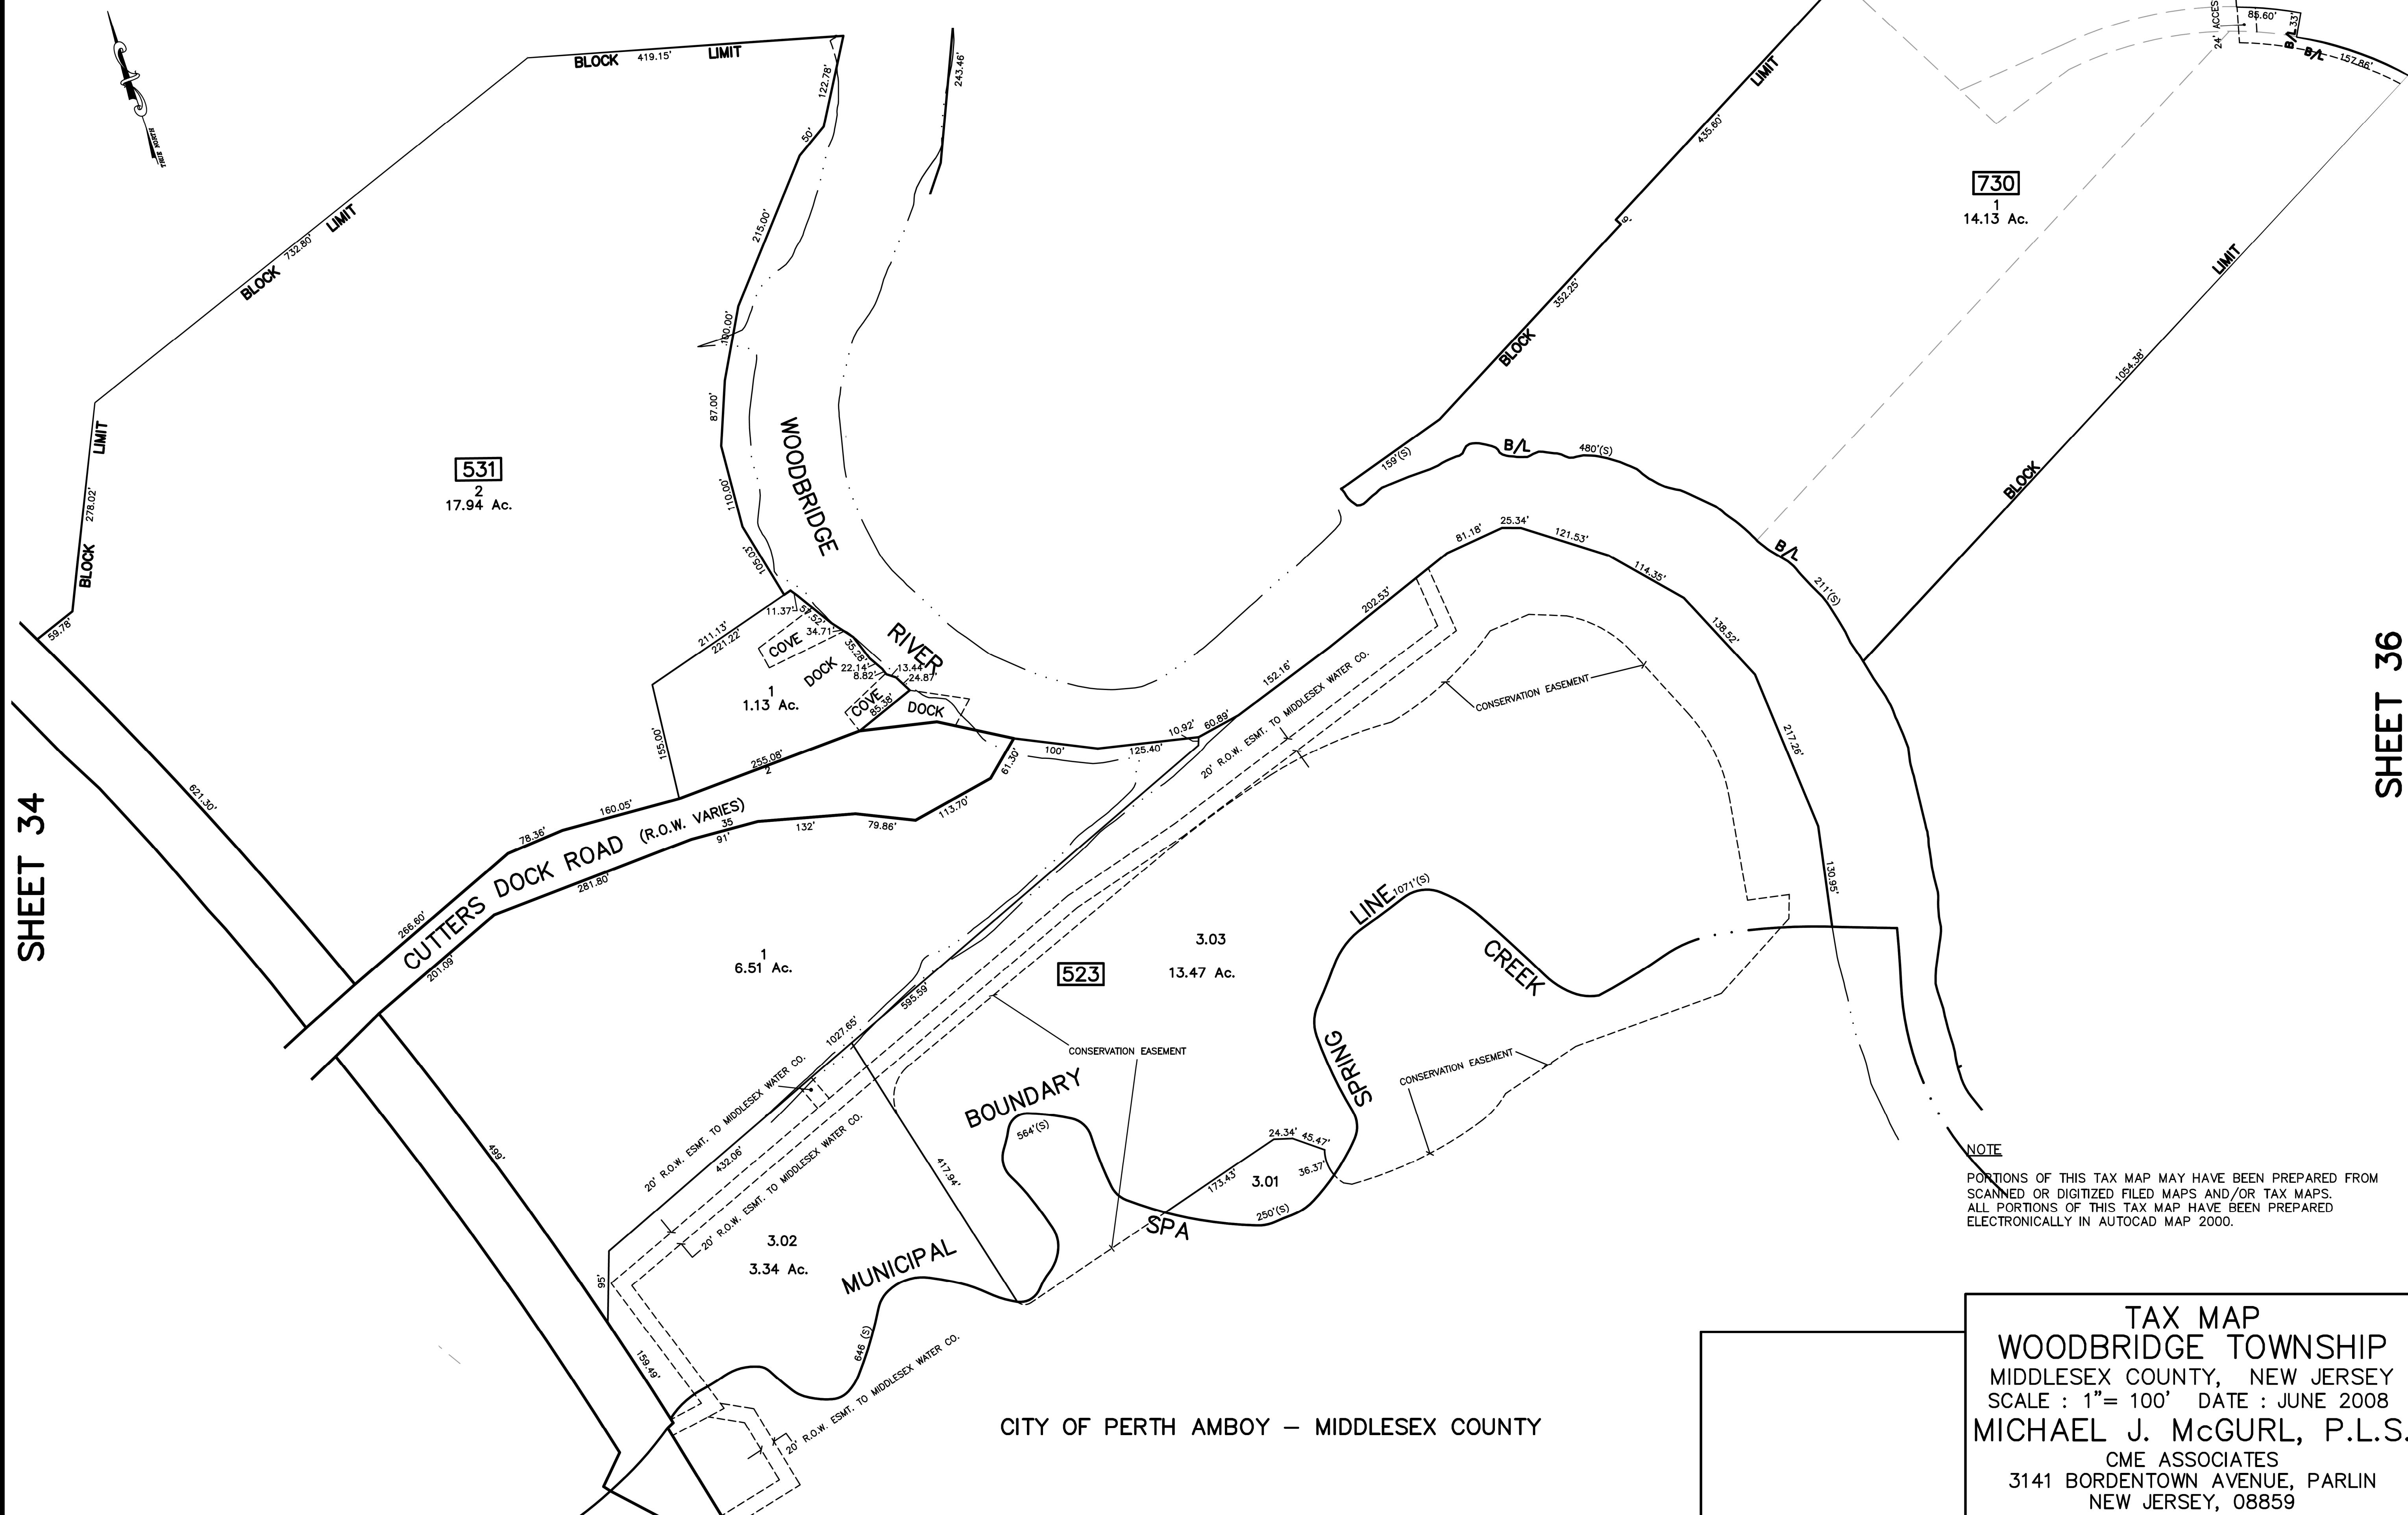 TRUE NORTH
BLOCK 419.15' LIMIT
122.78'
50'
243.46'
215.00'
100.00'
87.00'
110.00'
105.03'
BLOCK 732.80' LIMIT
BLOCK 278.02' LIMIT
59.78'
531
2
17.94 Ac.
WOODBRIDGE
RIVER
LIMIT
435.60'
9'
352.25'
BLOCK
159'(S)
B/L
480'(S)
B/L
211'(S)
24' ACCES
85.60'
33'
B/L
B/L
157.86'
730
1
14.13 Ac.
LIMIT
1054.38'
BLOCK
SHEET 36
SHEET 34
621.30'
211.13'
221.22'
11.37'
57.52'
COVE
34.71'
35.28'
DOCK
22.14'
8.82'
13.44'
24.87'
1
1.13 Ac.
COVE
85.38'
DOCK
155.00'
255.08'
2
160.05'
78.36'
266.60'
CUTTERS DOCK ROAD (R.O.W. VARIES)
201.09'
281.80'
35
91'
132'
79.86'
113.70'
61.30'
100'
125.40'
10.92'
60.89'
152.16'
202.53'
81.18'
25.34'
121.53'
114.35'
138.52'
217.26'
130.95'
20' R.O.W. ESMT. TO MIDDLESEX WATER CO.
CONSERVATION EASEMENT
1
6.51 Ac.
523
3.03
13.47 Ac.
LINE
1071'(S)
CREEK
SPRING
595.59'
1027.65'
CONSERVATION EASEMENT
CONSERVATION EASEMENT
20' R.O.W. ESMT. TO MIDDLESEX WATER CO.
432.06'
20' R.O.W. ESMT. TO MIDDLESEX WATER CO.
499'
95'
159.49'
417.94'
BOUNDARY
564'(S)
24.34'
45.47'
36.37'
173.43'
3.01
250'(S)
SPA
3.02
3.34 Ac.
MUNICIPAL
646 (S)
20' R.O.W. ESMT. TO MIDDLESEX WATER CO.
CITY OF PERTH AMBOY – MIDDLESEX COUNTY
NOTE
PORTIONS OF THIS TAX MAP MAY HAVE BEEN PREPARED FROM
SCANNED OR DIGITIZED FILED MAPS AND/OR TAX MAPS.
ALL PORTIONS OF THIS TAX MAP HAVE BEEN PREPARED
ELECTRONICALLY IN AUTOCAD MAP 2000.
TAX MAP
WOODBRIDGE TOWNSHIP
MIDDLESEX COUNTY, NEW JERSEY
SCALE : 1"= 100' DATE : JUNE 2008
MICHAEL J. McGURL, P.L.S.
CME ASSOCIATES
3141 BORDENTOWN AVENUE, PARLIN
NEW JERSEY, 08859